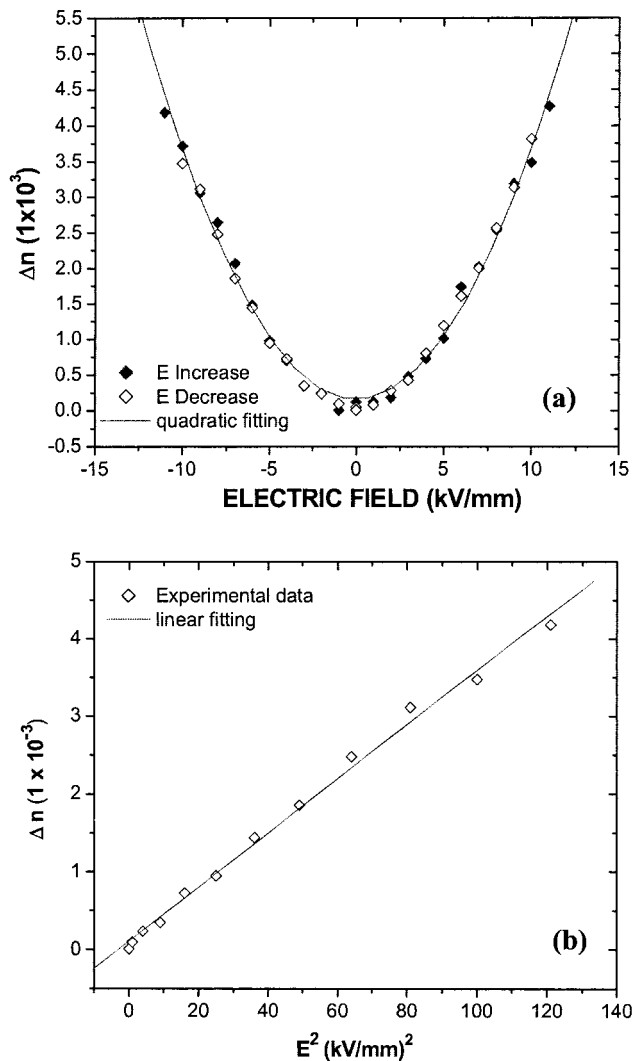 5.5
5.0
4.5
4.0
3.5
3.0
2.5
2.0
1.5
1.0
0.5
0.0
-0.5
Δn (1x10³)
E Increase
E Decrease
quadratic fitting
(a)
-15 -10 -5 0 5 10 15
ELECTRIC FIELD (kV/mm)
5
4
3
2
1
0
Δ n (1 x 10⁻³)
Experimental data
linear fitting
(b)
0 20 40 60 80 100 120 140
E² (kV/mm)²